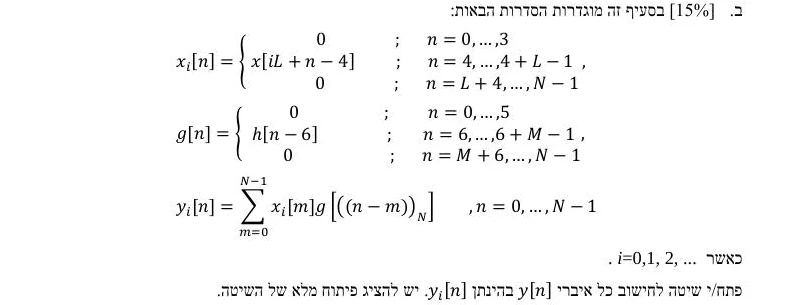 ב. [15%] בסעיף זה מוגדרות הסדרות הבאות:
x_i[n] = { 0 ; n = 0, … ,3
x[iL + n − 4] ; n = 4, … ,4 + L − 1 ,
0 ; n = L + 4, … , N − 1
g[n] = { 0 ; n = 0, … ,5
h[n − 6] ; n = 6, … ,6 + M − 1 ,
0 ; n = M + 6, … , N − 1
y_i[n] = ∑_{m=0}^{N−1} x_i[m]g[((n − m))_N] , n = 0, … , N − 1
כאשר i=0,1, 2, ... .
פתח/י שיטה לחישוב כל איברי y[n] בהינתן y_i[n]. יש להציג פיתוח מלא של השיטה.